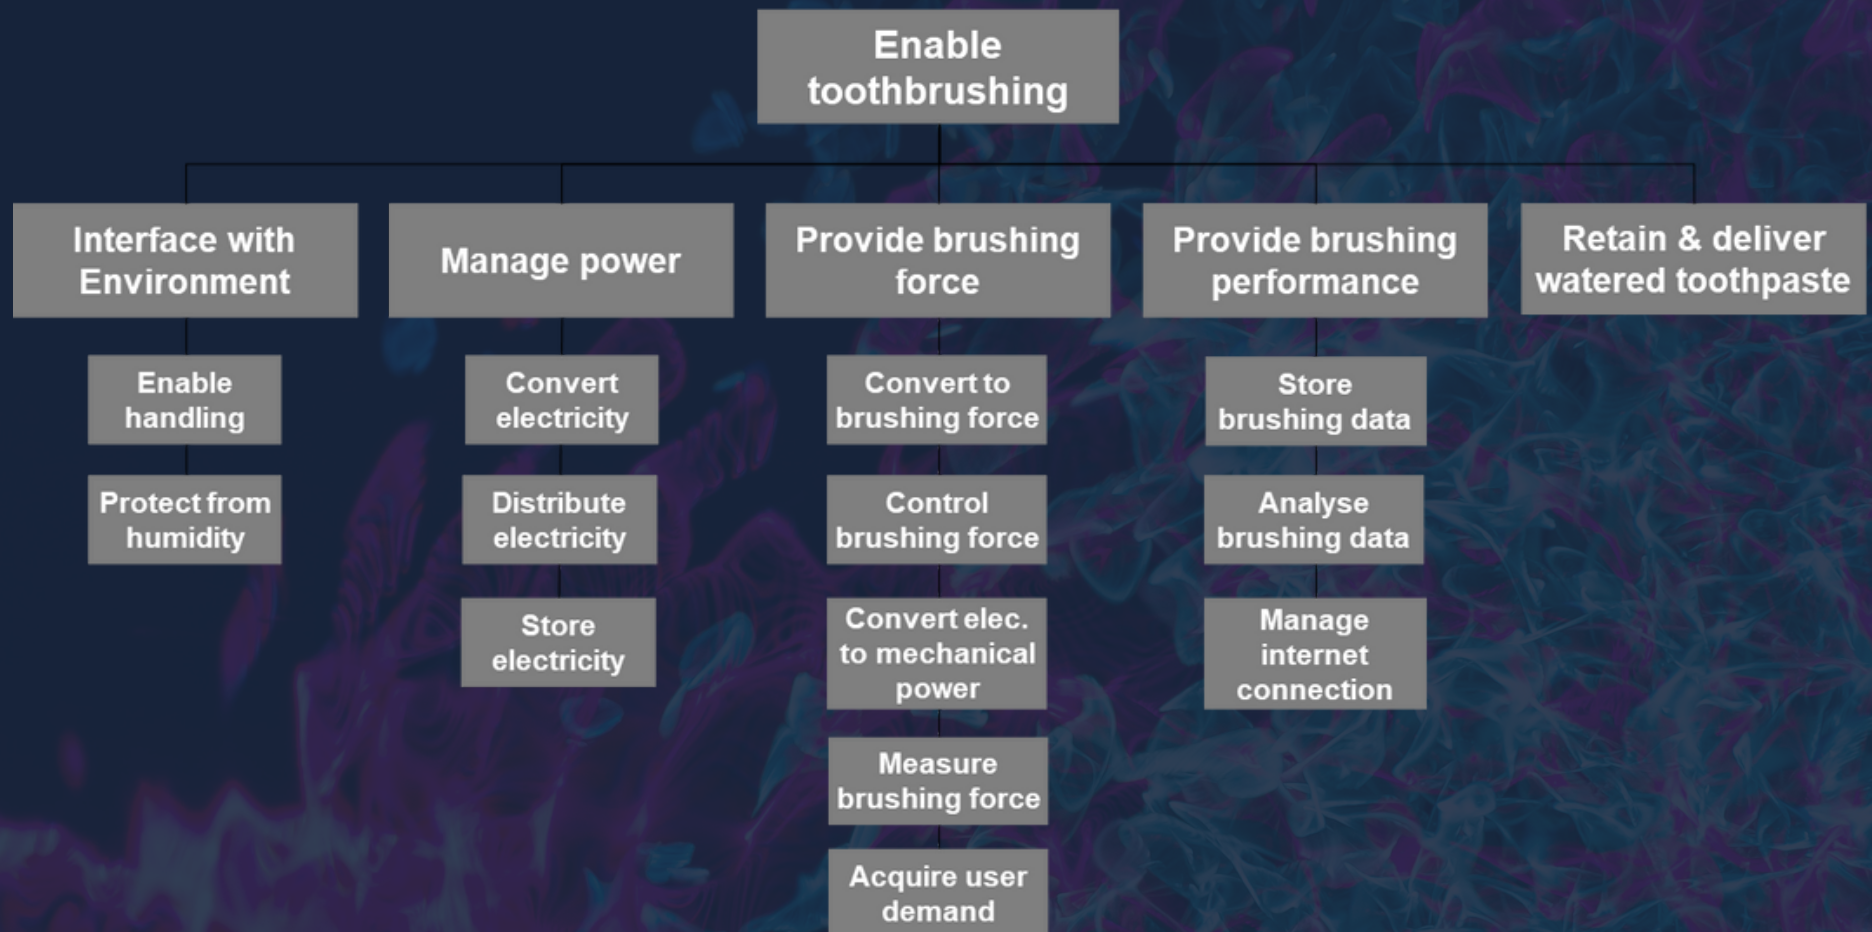 Enable
toothbrushing
Interface with
Environment
Manage power
Provide brushing
force
Provide brushing
performance
Retain & deliver
watered toothpaste
Enable
handling
Protect from
humidity
Convert
electricity
Distribute
electricity
Store
electricity
Convert to
brushing force
Control
brushing force
Convert elec.
to mechanical
power
Measure
brushing force
Acquire user
demand
Store
brushing data
Analyse
brushing data
Manage
internet
connection